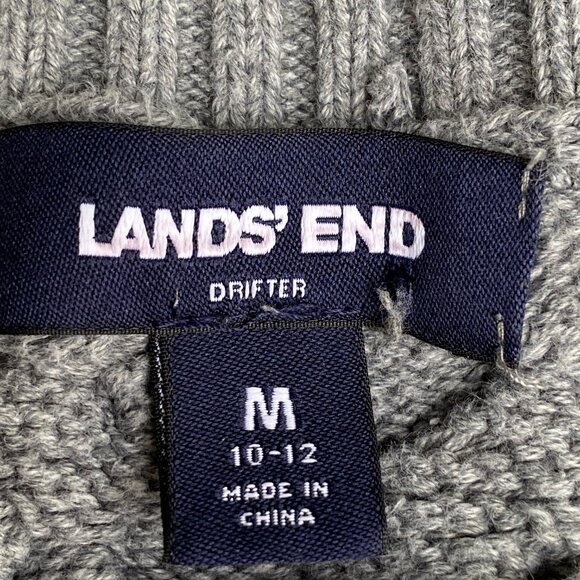 LANDS' END
DRIFTER
M
10-12
MADE IN
CHINA